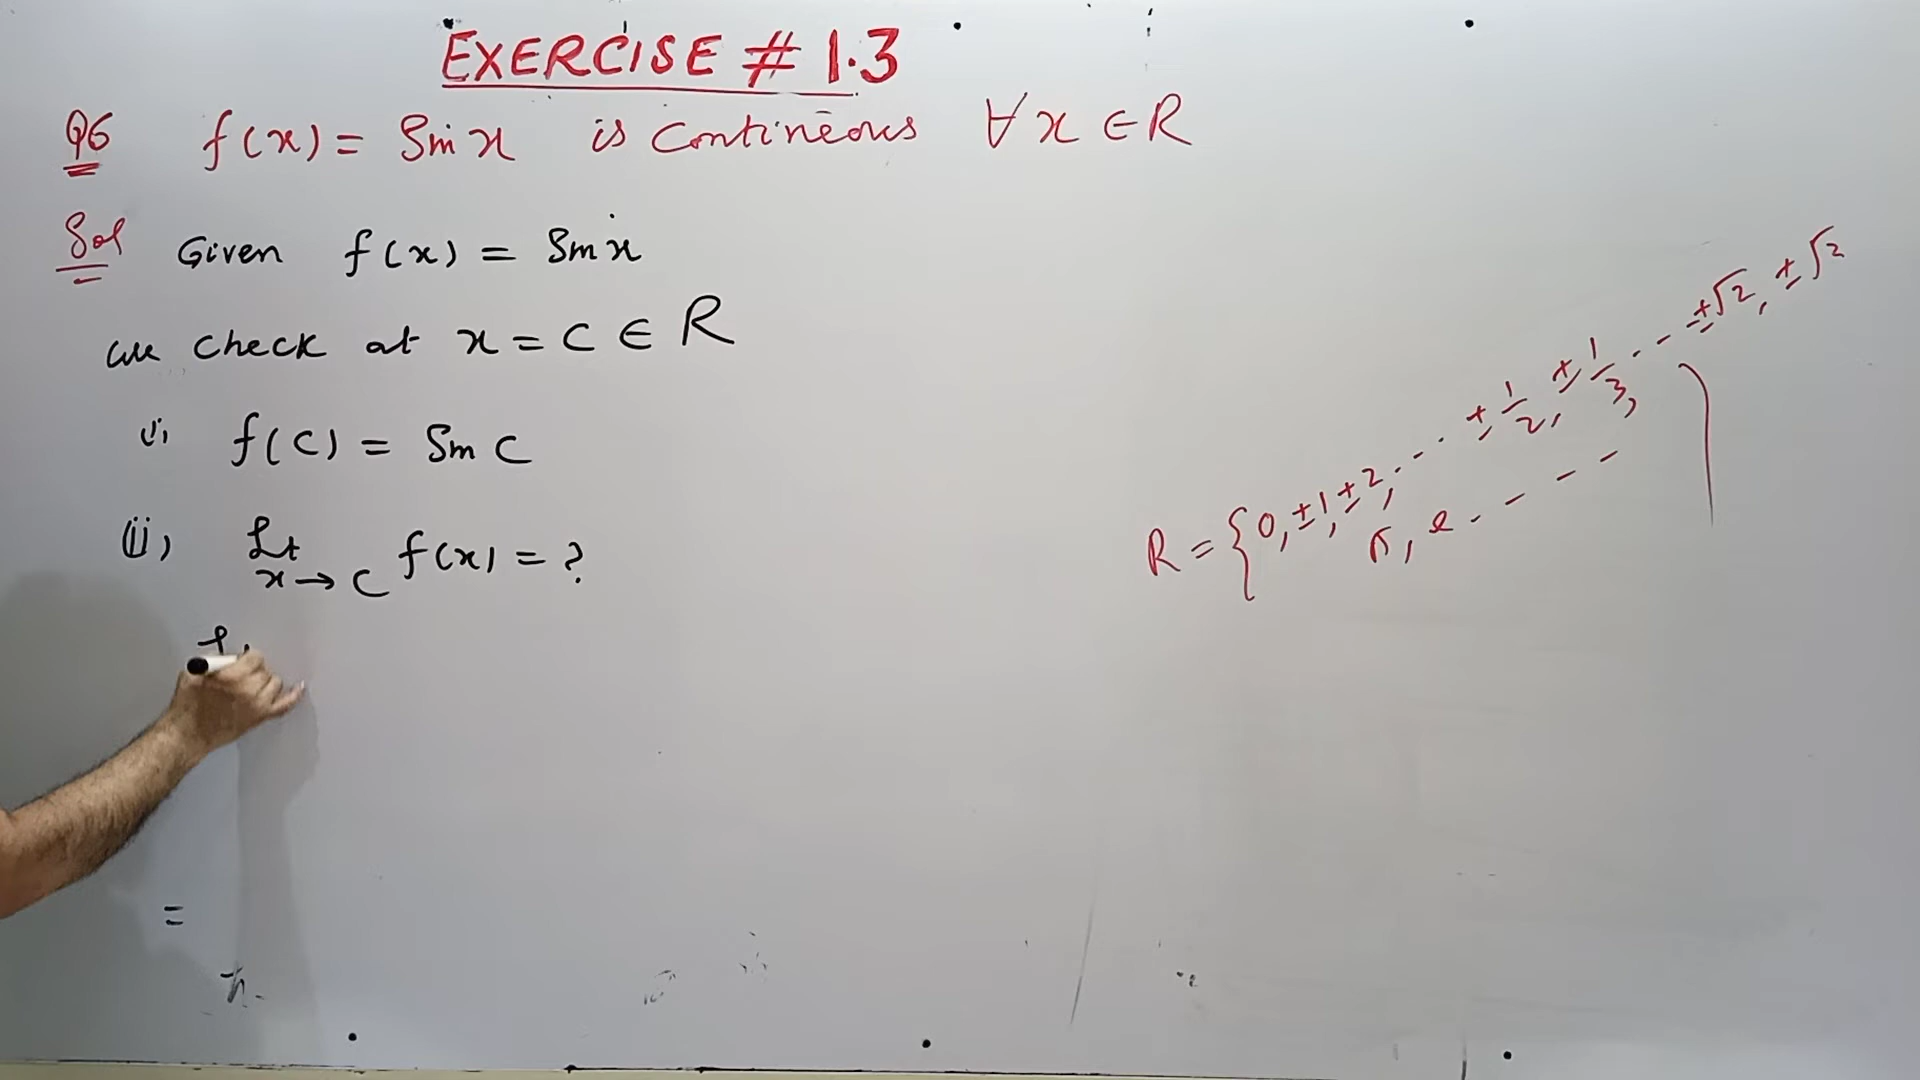 EXERCISE # 1.3
Q6 f(x) = Sin x is Contineous ∀ x ∈ R
Sol Given f(x) = Sin x
we check at x = C ∈ R
(i) f(C) = Sin C
(ii) Lt x→C f(x) = ?
R = {0, ±1, ±2, - - - ± 1/2, ± 1/3, - - - ±√2, ±√2
π, e - - - - -
=